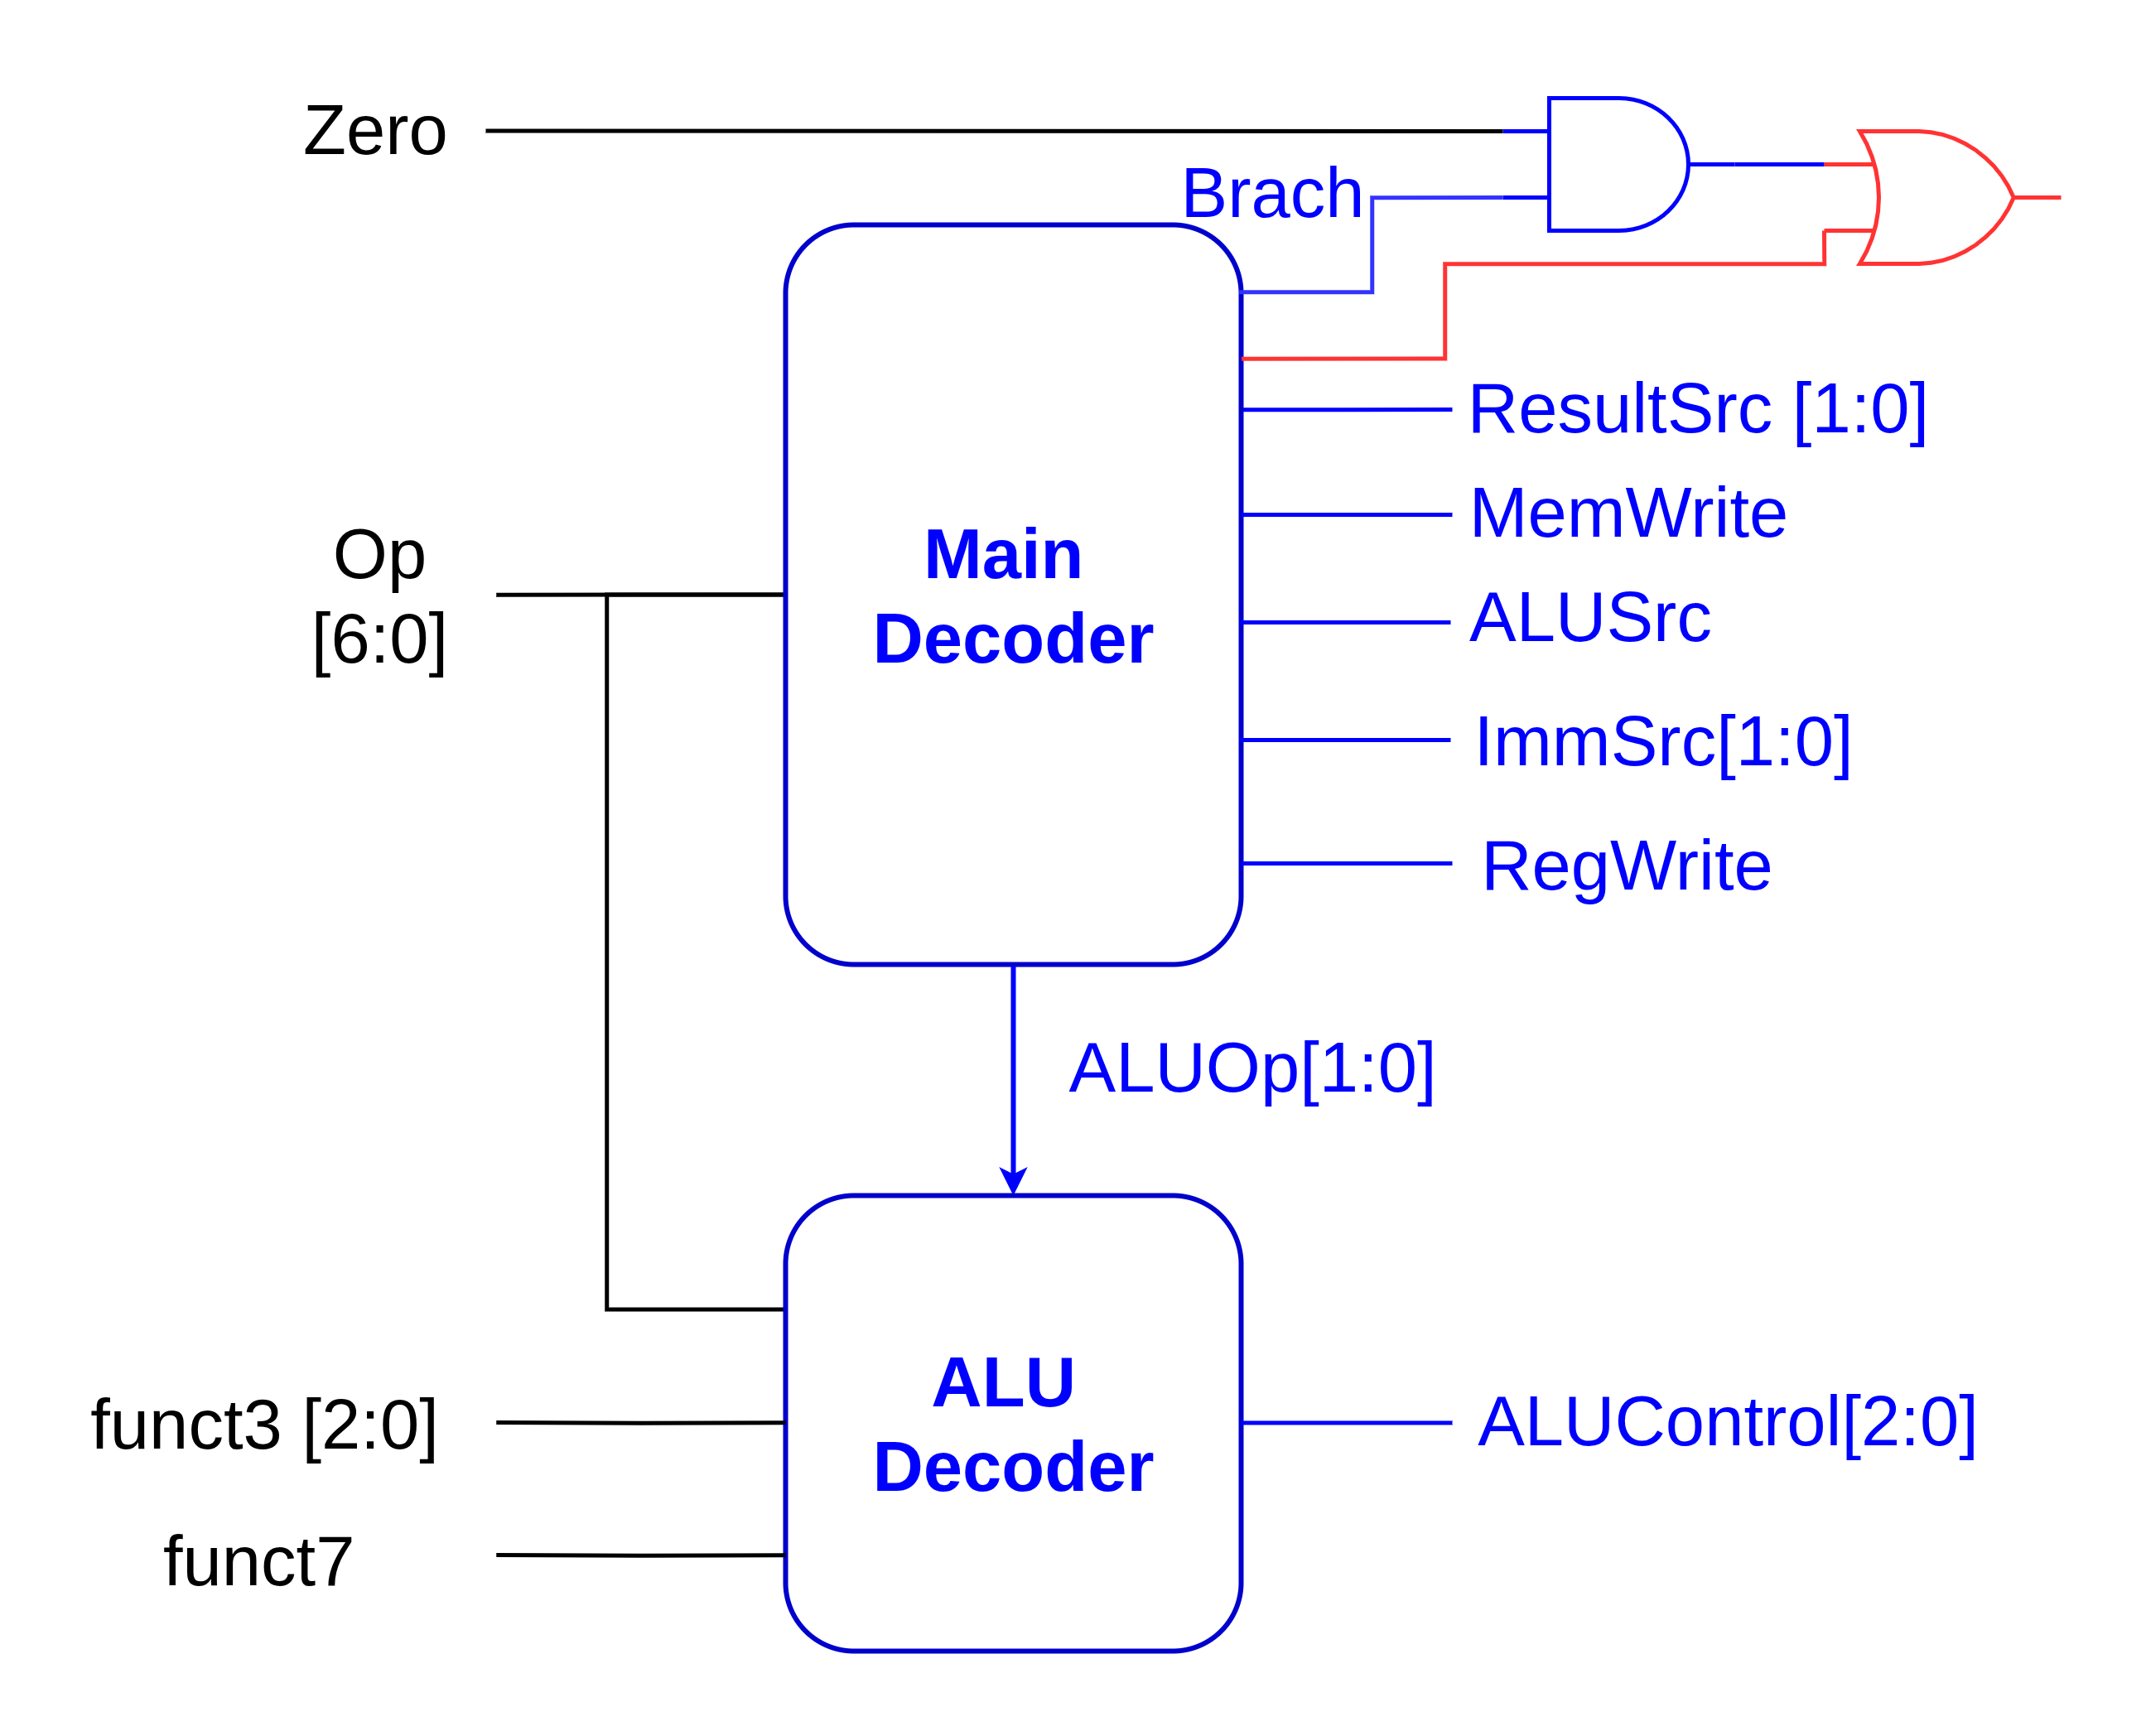 Zero
Brach
ResultSrc [1:0]
MemWrite
Op
[6:0]
Main
Decoder
ALUSrc
ImmSrc[1:0]
RegWrite
ALUOp[1:0]
ALU
Decoder
funct3 [2:0]
ALUControl[2:0]
funct7